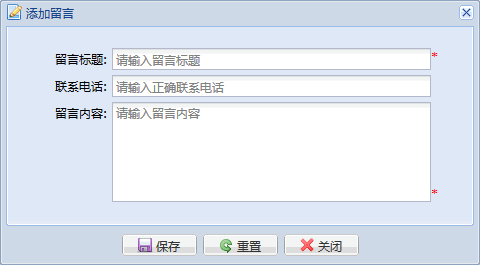 添加留言
留言标题: 请输入留言标题 *
联系电话: 请输入正确联系电话
留言内容: 请输入留言内容
*
保存 重置 关闭